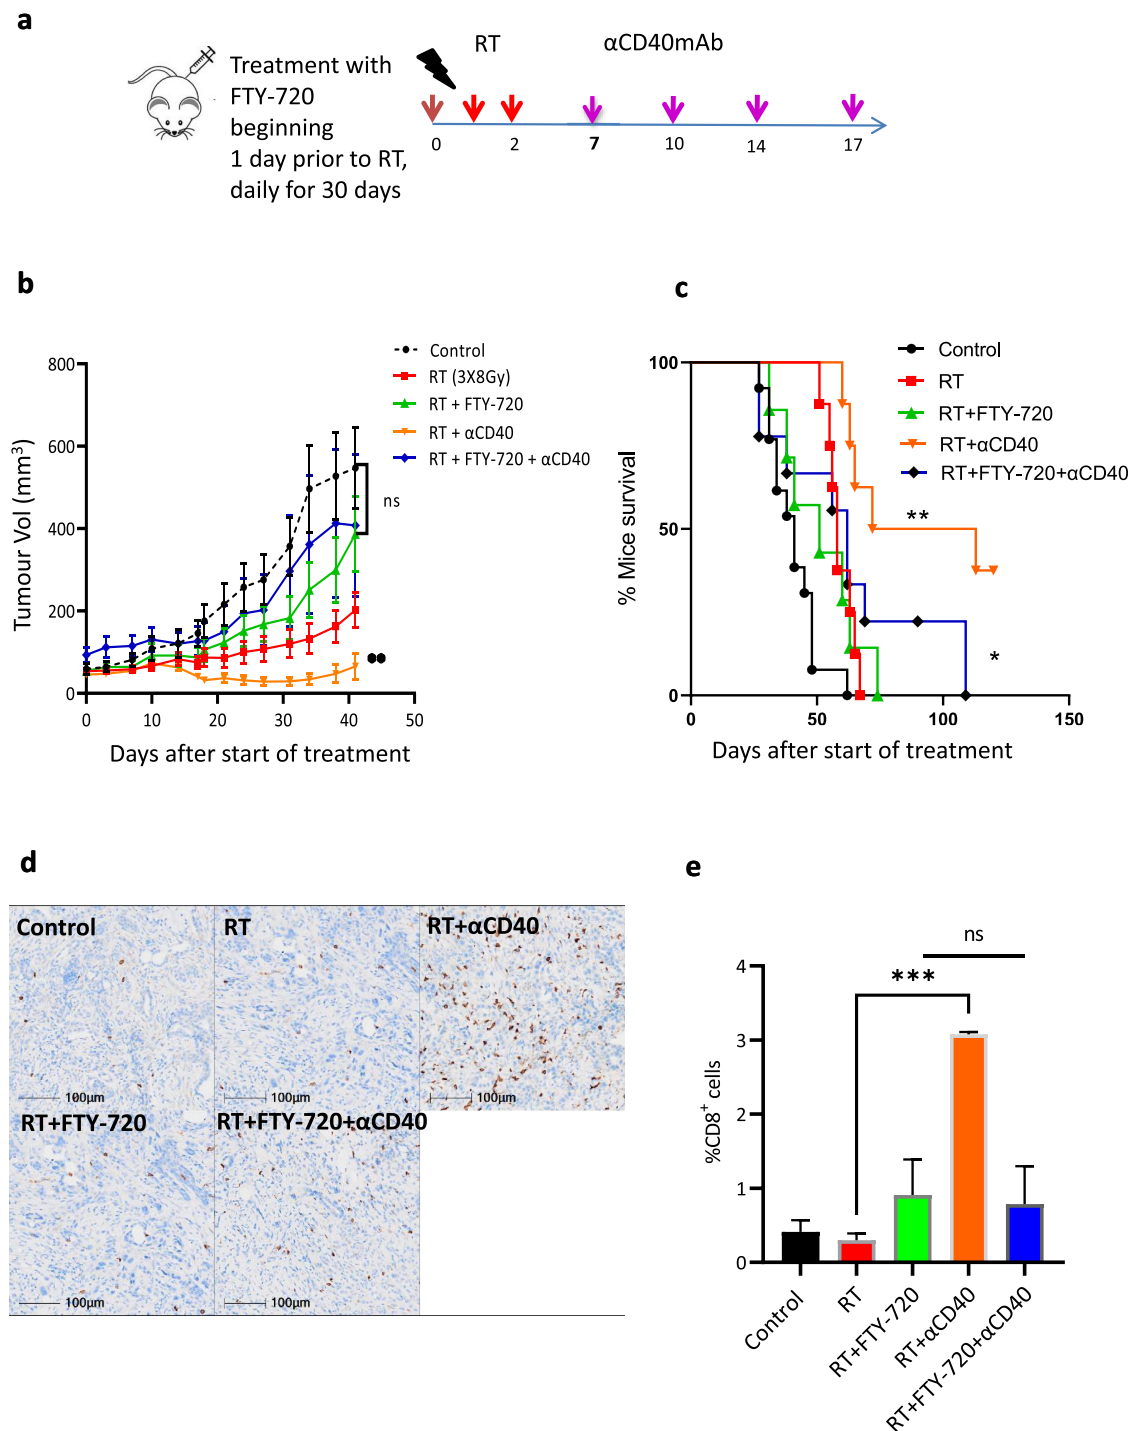 a
RT
αCD40mAb
Treatment with
FTY-720
beginning
1 day prior to RT,
daily for 30 days
0
2
7
10
14
17
b
800
600
400
200
0
Tumour Vol (mm³)
0
10
20
30
40
50
Days after start of treatment
Control
RT (3X8Gy)
RT + FTY-720
RT + αCD40
RT + FTY-720 + αCD40
ns
c
100
50
0
% Mice survival
0
50
100
150
Days after start of treatment
Control
RT
RT+FTY-720
RT+αCD40
RT+FTY-720+αCD40
**
*
d
Control
RT
RT+αCD40
100µm
100µm
100µm
RT+FTY-720
RT+FTY-720+αCD40
100µm
100µm
e
ns
***
4
3
2
1
0
%CD8⁺ cells
Control
RT
RT+FTY-720
RT+αCD40
RT+FTY-720+αCD40